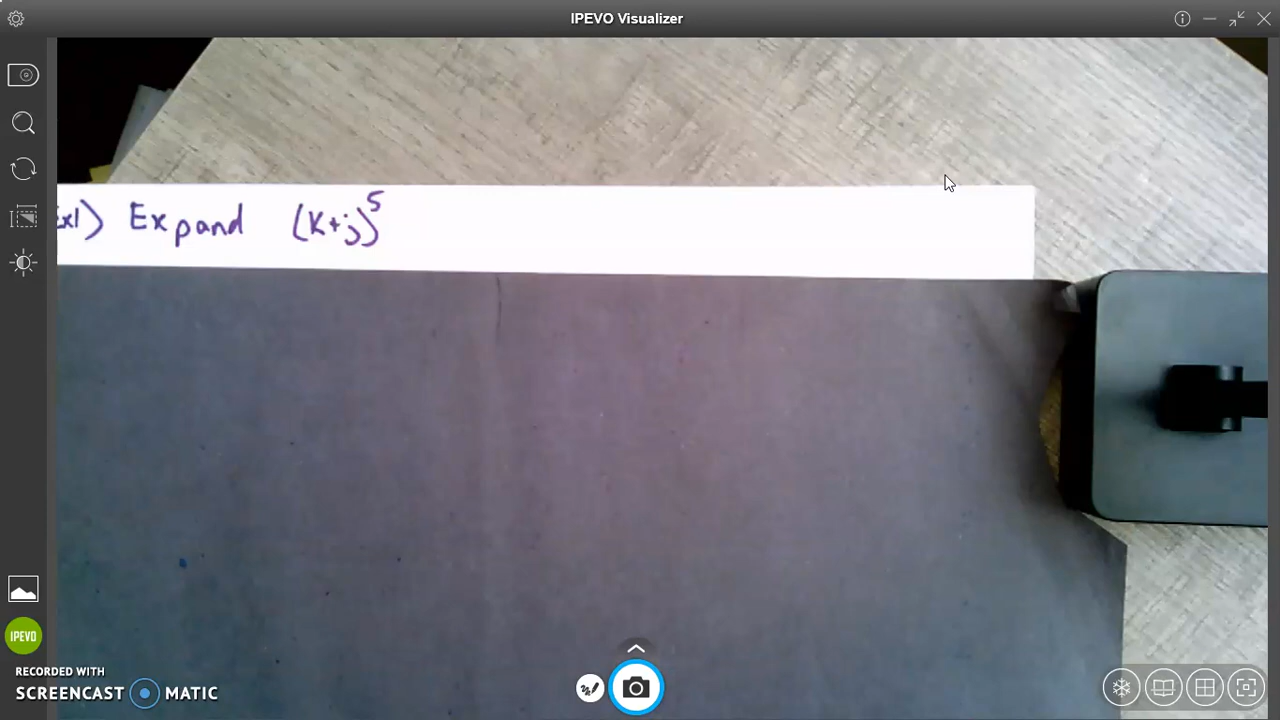 IPEVO Visualizer
Ex1) Expand (k+j)^5
IPEVO
RECORDED WITH
SCREENCAST MATIC